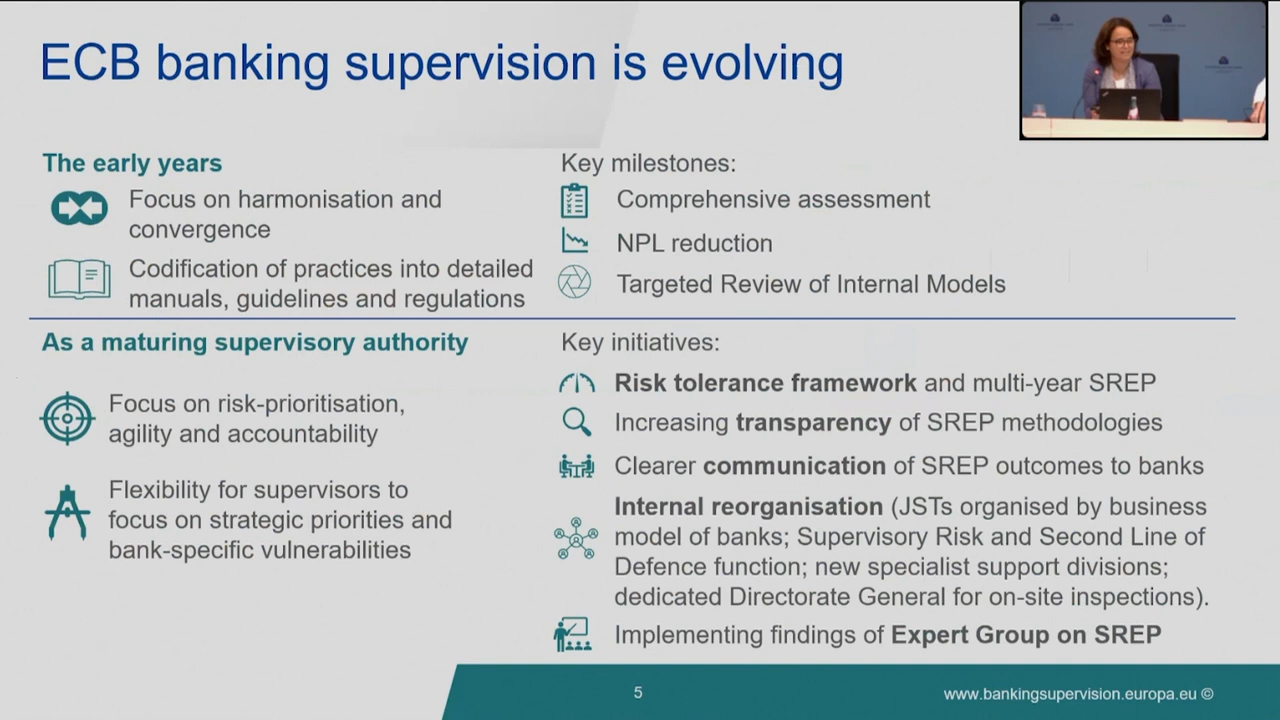 ECB banking supervision is evolving
The early years
Focus on harmonisation and
convergence
Codification of practices into detailed
manuals, guidelines and regulations
Key milestones:
Comprehensive assessment
NPL reduction
Targeted Review of Internal Models
As a maturing supervisory authority
Focus on risk-prioritisation,
agility and accountability
Flexibility for supervisors to
focus on strategic priorities and
bank-specific vulnerabilities
Key initiatives:
Risk tolerance framework and multi-year SREP
Increasing transparency of SREP methodologies
Clearer communication of SREP outcomes to banks
Internal reorganisation (JSTs organised by business
model of banks; Supervisory Risk and Second Line of
Defence function; new specialist support divisions;
dedicated Directorate General for on-site inspections).
Implementing findings of Expert Group on SREP
5
www.bankingsupervision.europa.eu ©